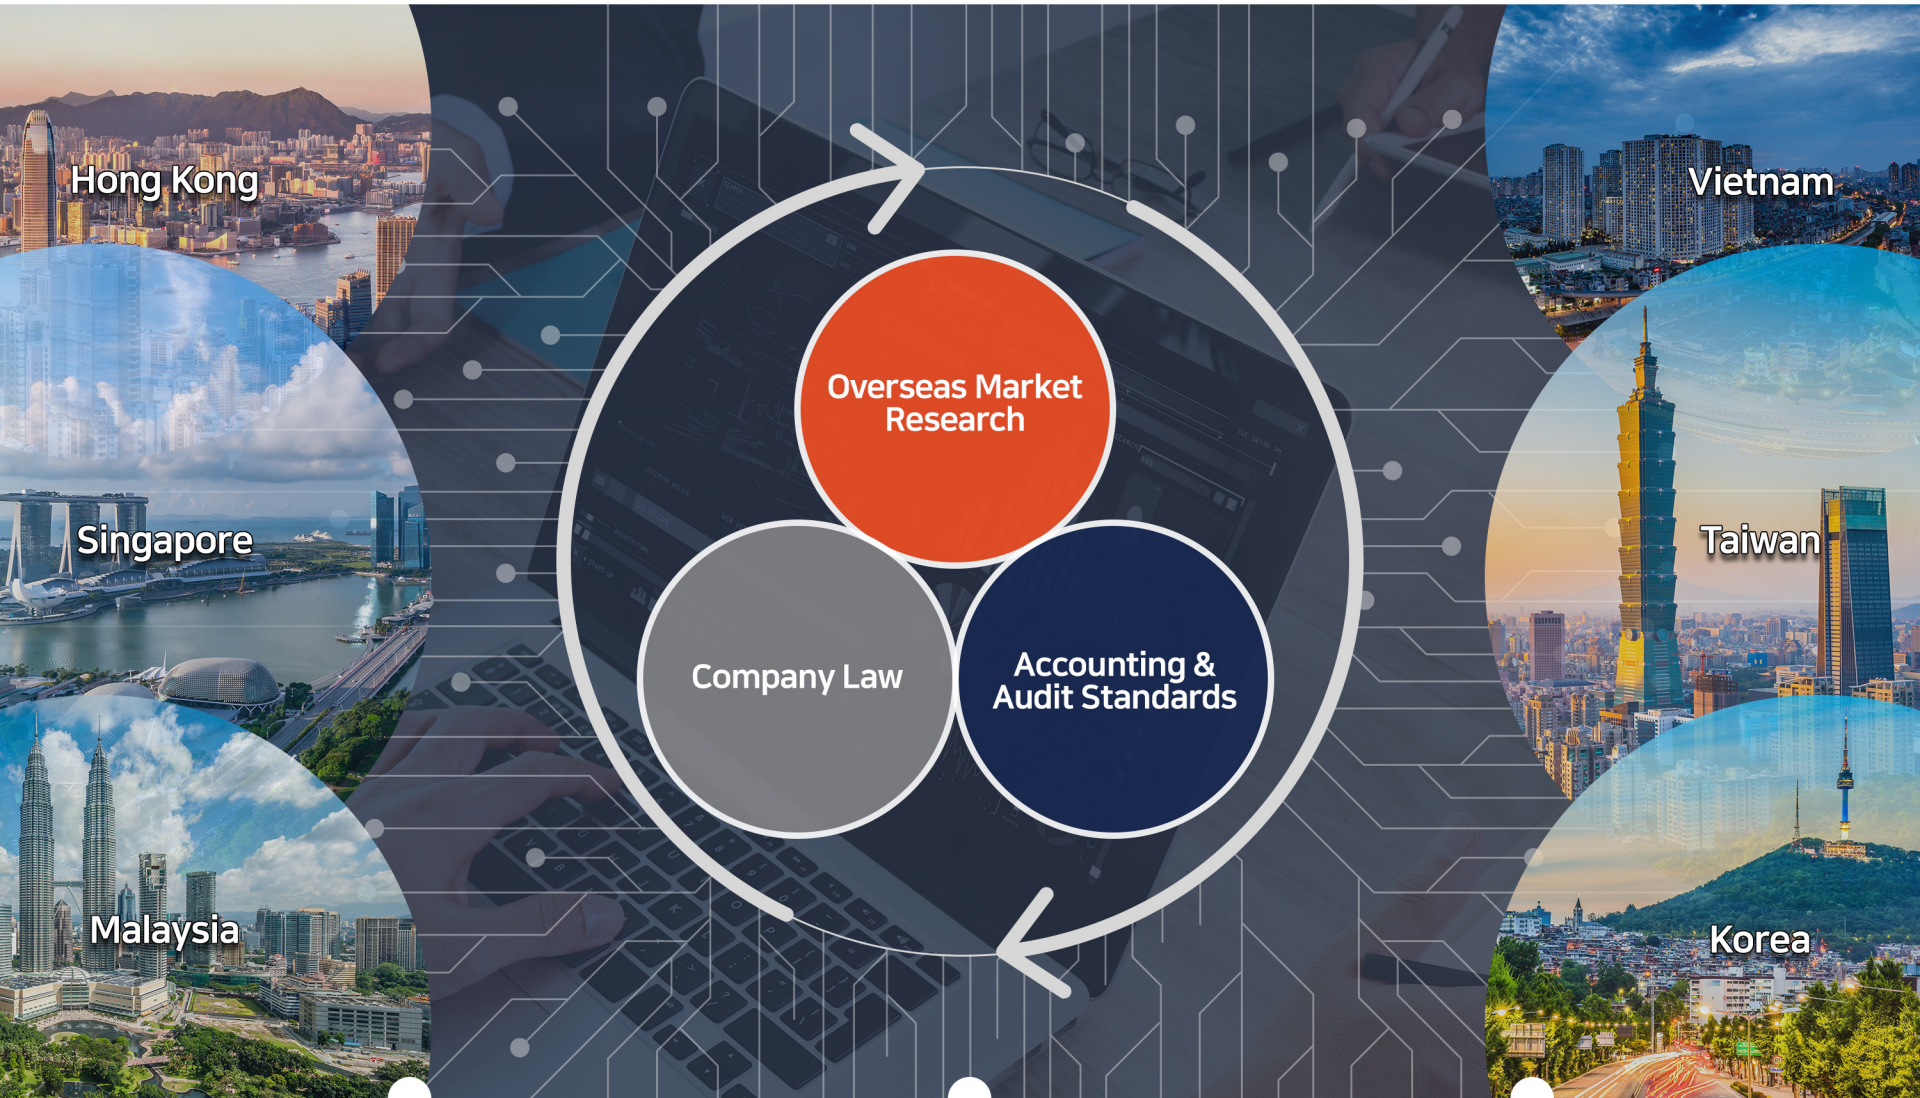 Hong Kong
Singapore
Malaysia
Overseas Market
Research
Company Law
Accounting &
Audit Standards
Vietnam
Taiwan
Korea